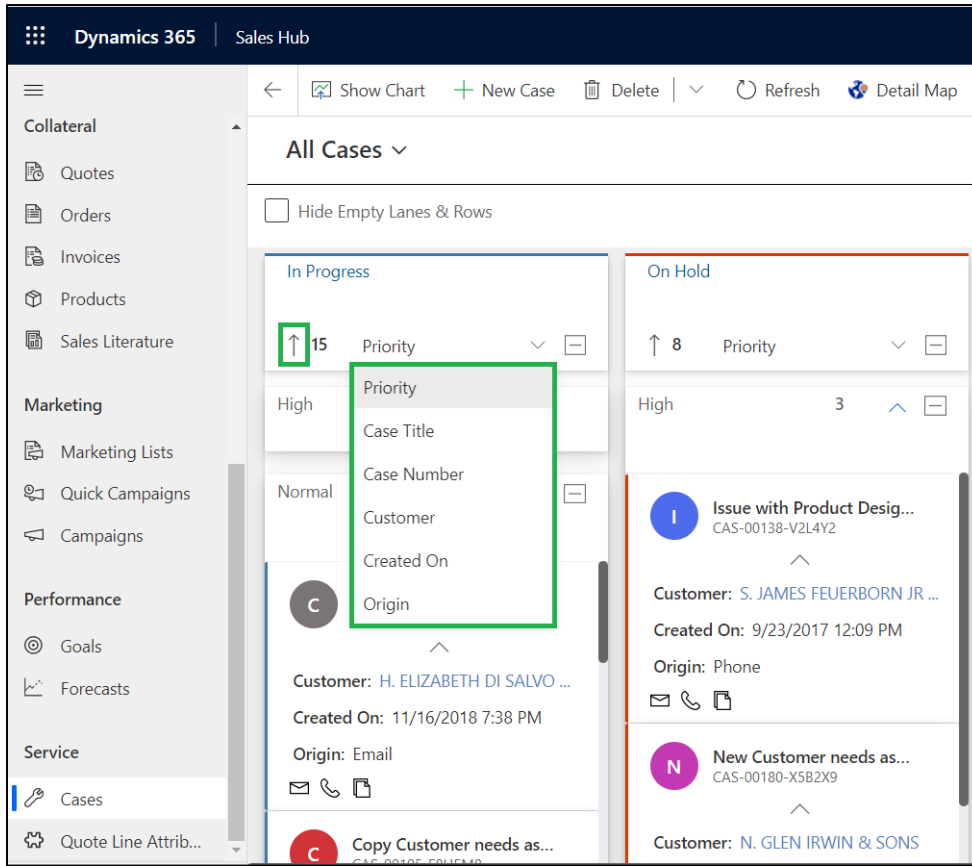 Dynamics 365 Sales Hub
Show Chart New Case Delete Refresh Detail Map
Collateral
Quotes
Orders
Invoices
Products
Sales Literature
Marketing
Marketing Lists
Quick Campaigns
Campaigns
Performance
Goals
Forecasts
Service
Cases
Quote Line Attrib...
All Cases
Hide Empty Lanes & Rows
In Progress
15 Priority
Priority
Case Title
Case Number
Customer
Created On
Origin
High
Normal
C
Customer: H. ELIZABETH DI SALVO ...
Created On: 11/16/2018 7:38 PM
Origin: Email
C
Copy Customer needs as...
On Hold
8 Priority
High 3
I
Issue with Product Desig...
CAS-00138-V2L4Y2
Customer: S. JAMES FEUERBORN JR ...
Created On: 9/23/2017 12:09 PM
Origin: Phone
N
New Customer needs as...
CAS-00180-X5B2X9
Customer: N. GLEN IRWIN & SONS